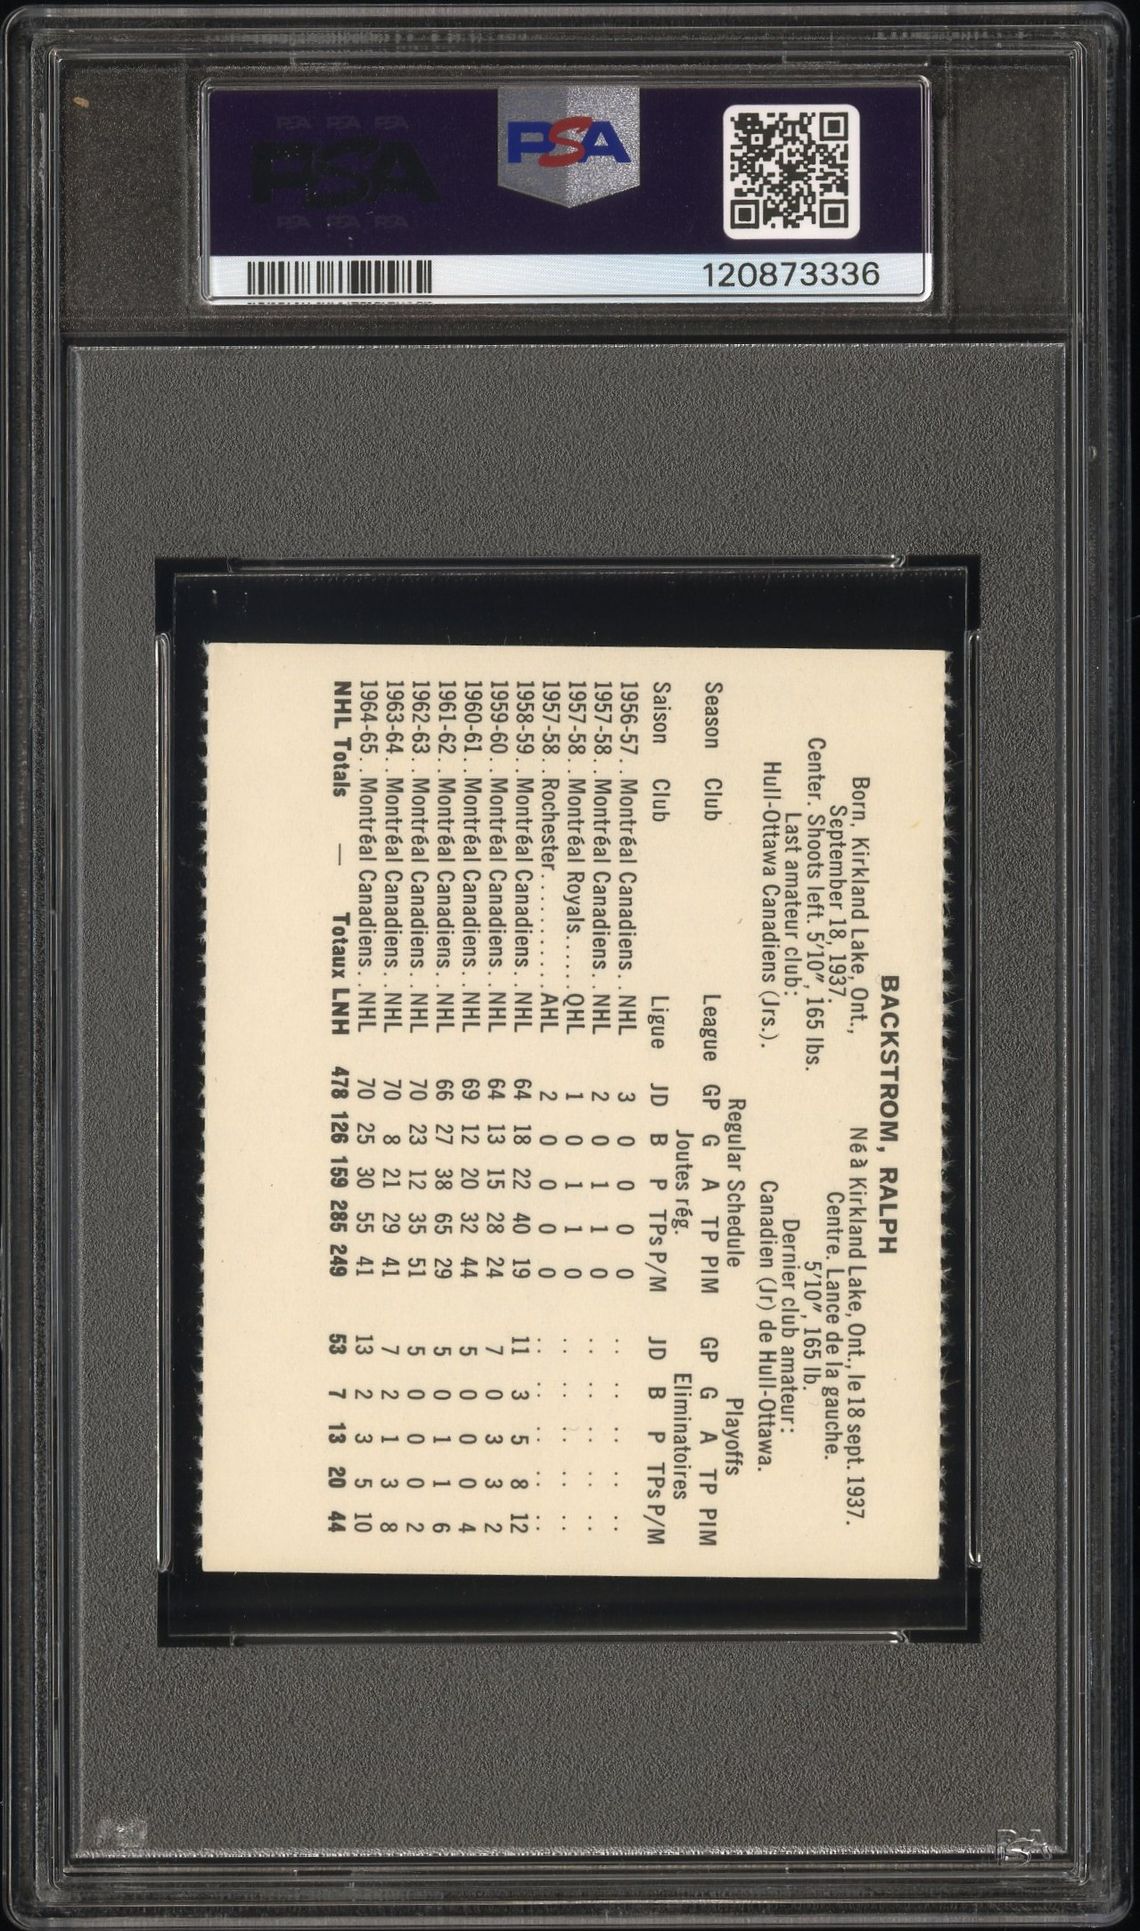 PSA PSA PSA
PSA
PSA PSA PSA
PSA
120873336
BACKSTROM, RALPH
Born, Kirkland Lake, Ont.,
September 18, 1937.
Center. Shoots left. 5'10", 165 lbs.
Last amateur club:
Hull-Ottawa Canadiens (Jrs.).
Né à Kirkland Lake, Ont., le 18 sept. 1937.
Centre. Lance de la gauche.
5'10", 165 lb.
Dernier club amateur:
Canadien (Jr) de Hull-Ottawa.
Regular Schedule Playoffs
Season Club League GP G A TP PIM GP G A TP PIM
Joutes rég. Eliminatoires
Saison Club Ligue JD B P TPs P/M JD B P TPs P/M
1956-57. . Montréal Canadiens. . NHL 3 0 0 0 0 .. .. .. .. ..
1957-58. . Montréal Canadiens. . NHL 2 0 1 1 0 .. .. .. .. ..
1957-58. . Montréal Royals. . . . . . QHL 1 0 1 1 0 .. .. .. .. ..
1957-58. . Rochester. . . . . . . . . . AHL 2 0 0 0 0 .. .. .. .. ..
1958-59. . Montréal Canadiens. . NHL 64 18 22 40 19 11 3 5 8 12
1959-60. . Montréal Canadiens. . NHL 64 13 15 28 24 7 0 3 3 2
1960-61. . Montréal Canadiens. . NHL 69 12 20 32 44 5 0 0 0 4
1961-62. . Montréal Canadiens. . NHL 66 27 38 65 29 5 0 1 1 6
1962-63. . Montréal Canadiens. . NHL 70 23 12 35 51 5 0 0 0 2
1963-64. . Montréal Canadiens. . NHL 70 8 21 29 41 7 2 1 3 8
1964-65. . Montréal Canadiens. . NHL 70 25 30 55 41 13 2 3 5 10
NHL Totals — Totaux LNH 478 126 159 285 249 53 7 13 20 44
PSA